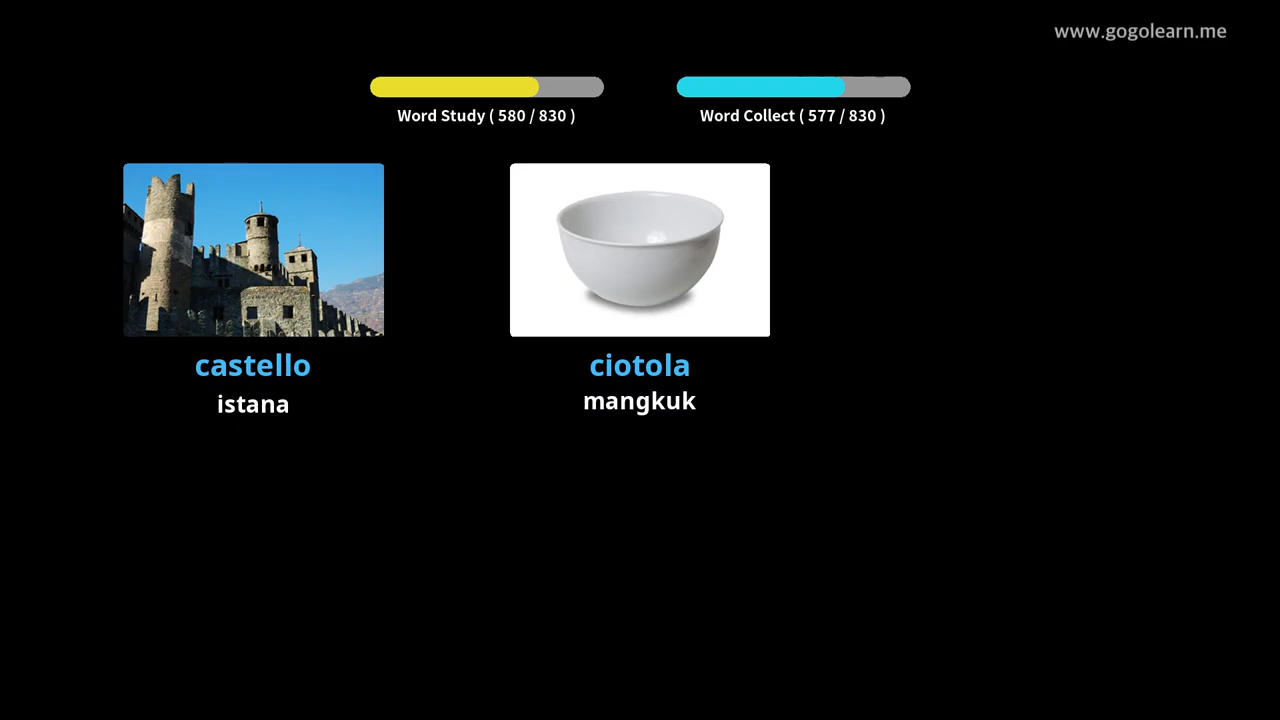 www.gogolearn.me
Word Study ( 580 / 830 )
Word Collect ( 577 / 830 )
castello
istana
ciotola
mangkuk